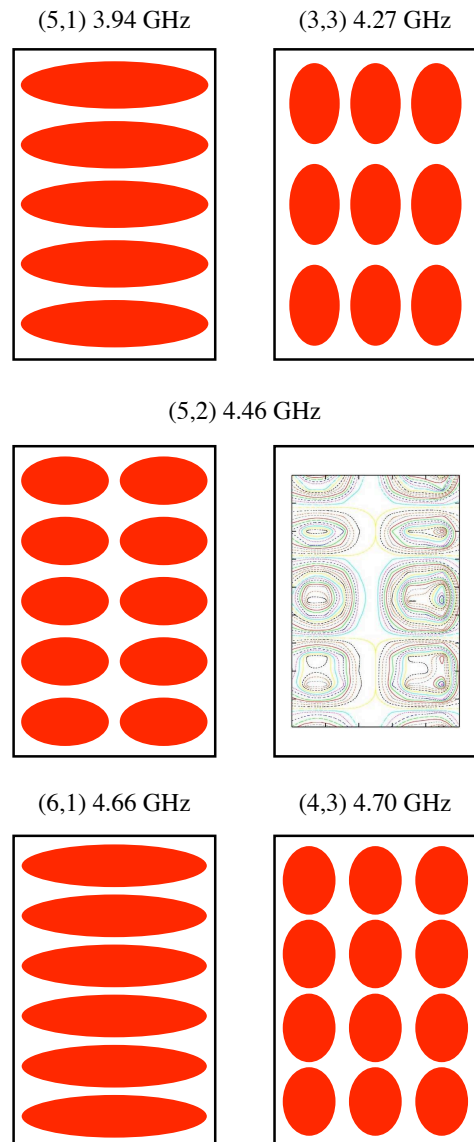 (5,1) 3.94 GHz
(3,3) 4.27 GHz
(5,2) 4.46 GHz
(6,1) 4.66 GHz
(4,3) 4.70 GHz